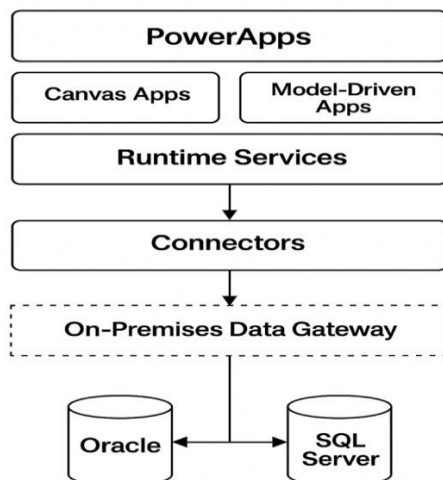 PowerApps
Canvas Apps
Model-Driven
Apps
Runtime Services
Connectors
On-Premises Data Gateway
Oracle
SQL
Server